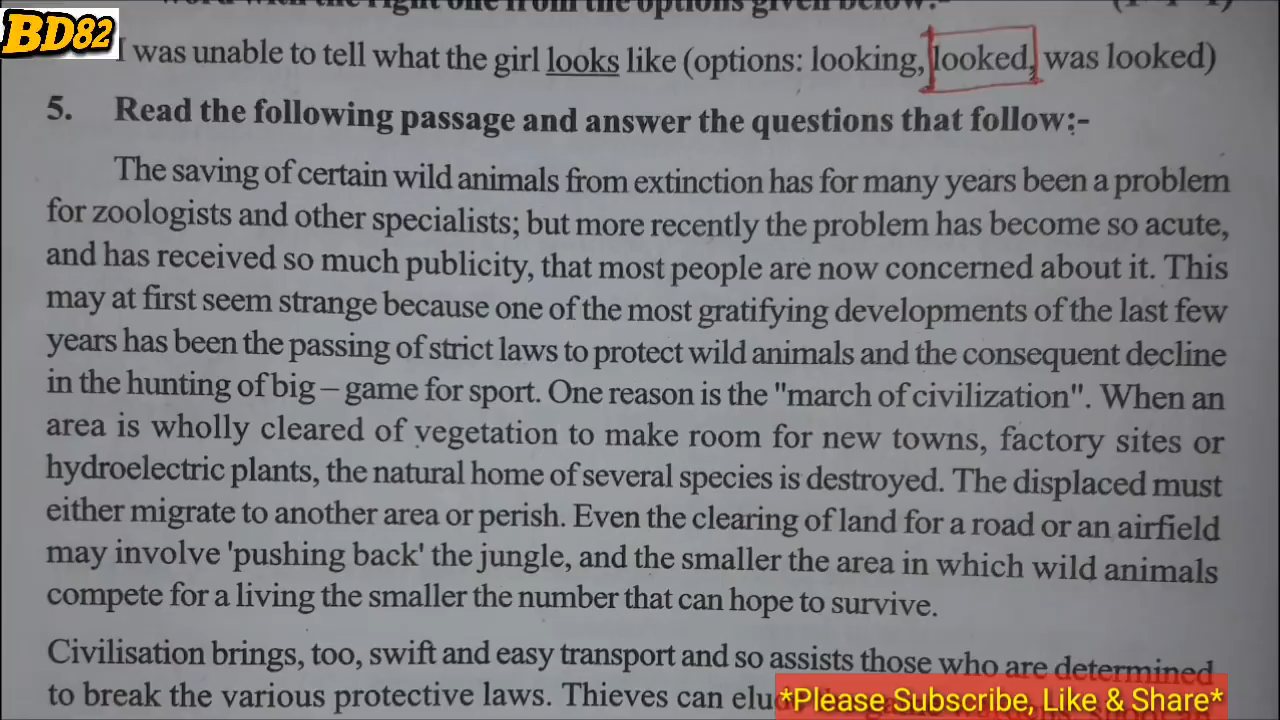 word with the right one from the options given below:-
BD82
I was unable to tell what the girl looks like (options: looking, looked, was looked)
5. Read the following passage and answer the questions that follow:-
The saving of certain wild animals from extinction has for many years been a problem
for zoologists and other specialists; but more recently the problem has become so acute,
and has received so much publicity, that most people are now concerned about it. This
may at first seem strange because one of the most gratifying developments of the last few
years has been the passing of strict laws to protect wild animals and the consequent decline
in the hunting of big – game for sport. One reason is the "march of civilization". When an
area is wholly cleared of vegetation to make room for new towns, factory sites or
hydroelectric plants, the natural home of several species is destroyed. The displaced must
either migrate to another area or perish. Even the clearing of land for a road or an airfield
may involve 'pushing back' the jungle, and the smaller the area in which wild animals
compete for a living the smaller the number that can hope to survive.
Civilisation brings, too, swift and easy transport and so assists those who are determined
to break the various protective laws. Thieves can
*Please Subscribe, Like & Share*